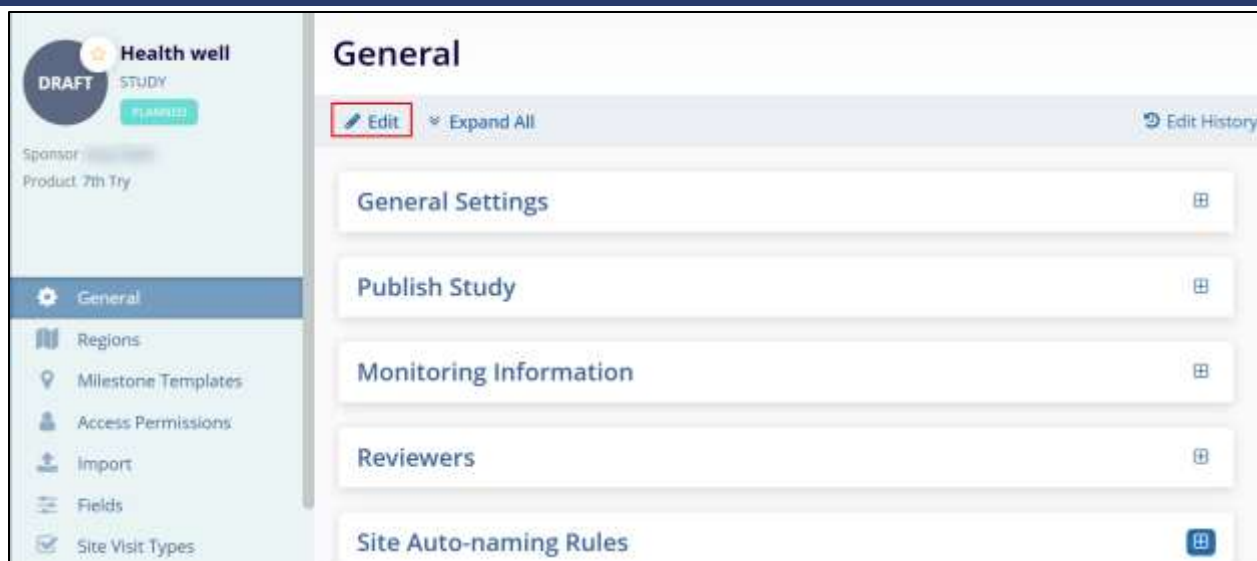 DRAFT
Health well
STUDY
PLANNED
Sponsor
Product 7th Try
General
Regions
Milestone Templates
Access Permissions
Import
Fields
Site Visit Types
General
Edit
Expand All
Edit History
General Settings
Publish Study
Monitoring Information
Reviewers
Site Auto-naming Rules